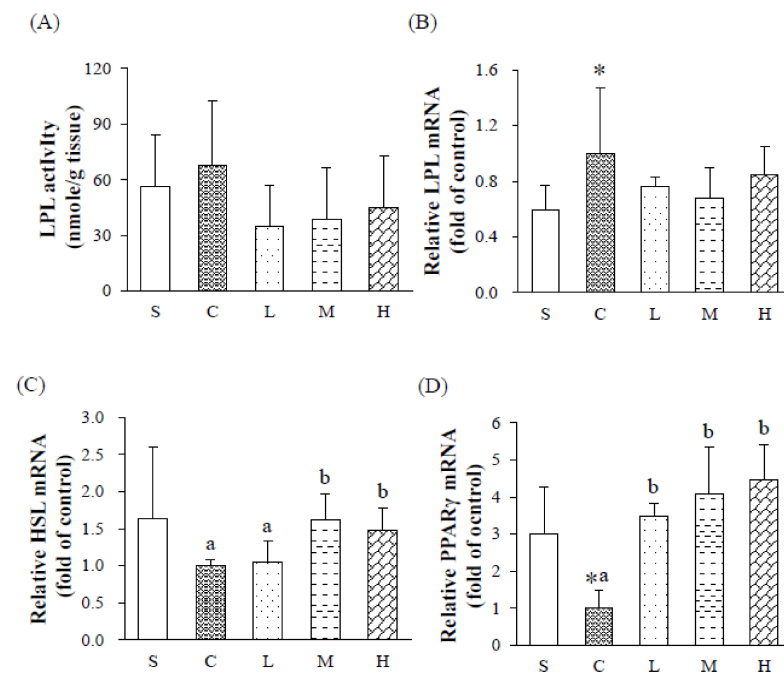 (A)
LPL actIvIty
(nmole/g tissue)
120
90
60
30
0
S C L M H
(B)
Relative LPL mRNA
(fold of control)
1.6
1.2
0.8
0.4
0.0
*
S C L M H
(C)
Relative HSL mRNA
(fold of control)
3.0
2.5
2.0
1.5
1.0
0.5
0.0
a a b b
S C L M H
(D)
Relative PPARγ mRNA
(fold of ocntrol)
6
5
4
3
2
1
0
*a b b b
S C L M H